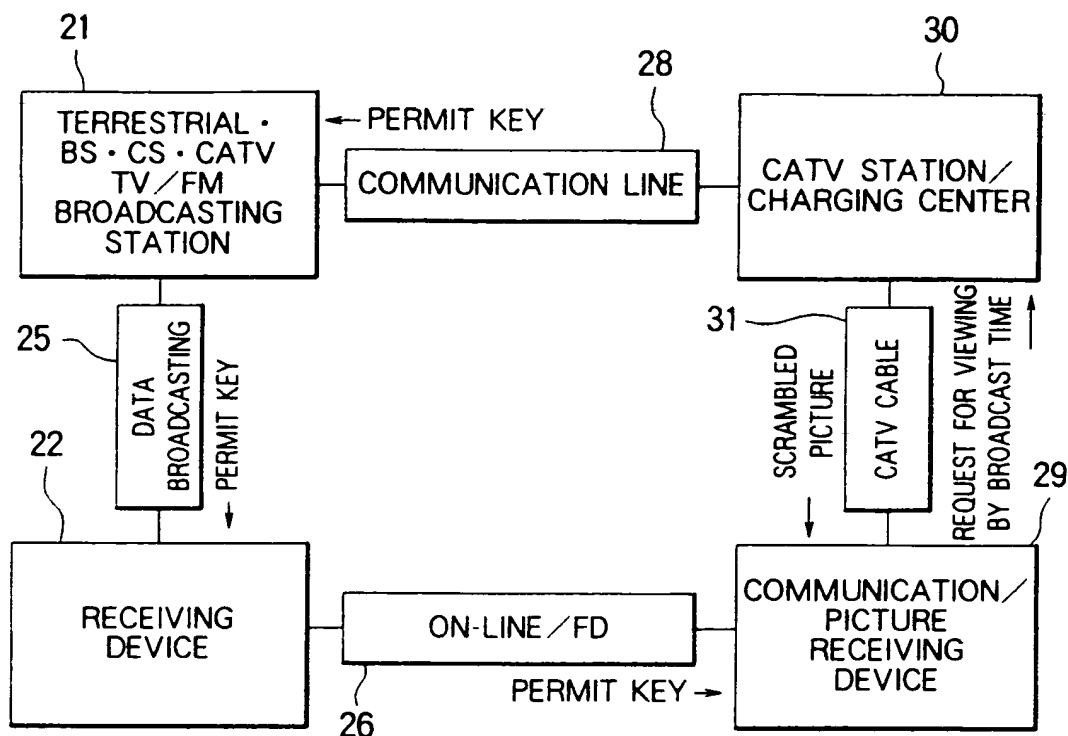 21
TERRESTRIAL・
BS・CS・CATV
TV/FM
BROADCASTING
STATION
← PERMIT KEY
28
COMMUNICATION LINE
30
CATV STATION/
CHARGING CENTER
25
DATA
BROADCASTING
PERMIT KEY
→
SCRAMBLED
PICTURE
→
31
CATV CABLE
REQUEST FOR VIEWING
BY BROADCAST TIME
→
22
RECEIVING
DEVICE
ON-LINE/FD
26
PERMIT KEY →
29
COMMUNICATION/
PICTURE
RECEIVING
DEVICE